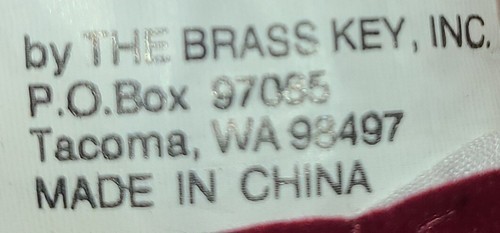 by THE BRASS KEY, INC.
P.O.Box 97065
Tacoma, WA 98497
MADE IN CHINA